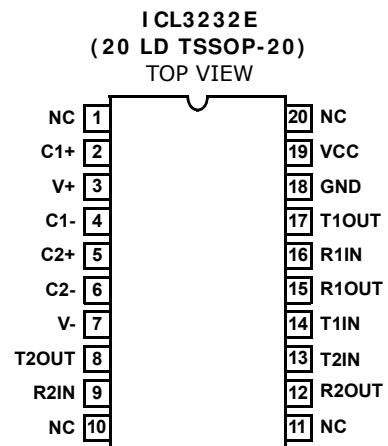 ICL3232E
(20 LD TSSOP-20)
TOP VIEW
NC 1 20 NC
C1+ 2 19 VCC
V+ 3 18 GND
C1- 4 17 T1OUT
C2+ 5 16 R1IN
C2- 6 15 R1OUT
V- 7 14 T1IN
T2OUT 8 13 T2IN
R2IN 9 12 R2OUT
NC 10 11 NC